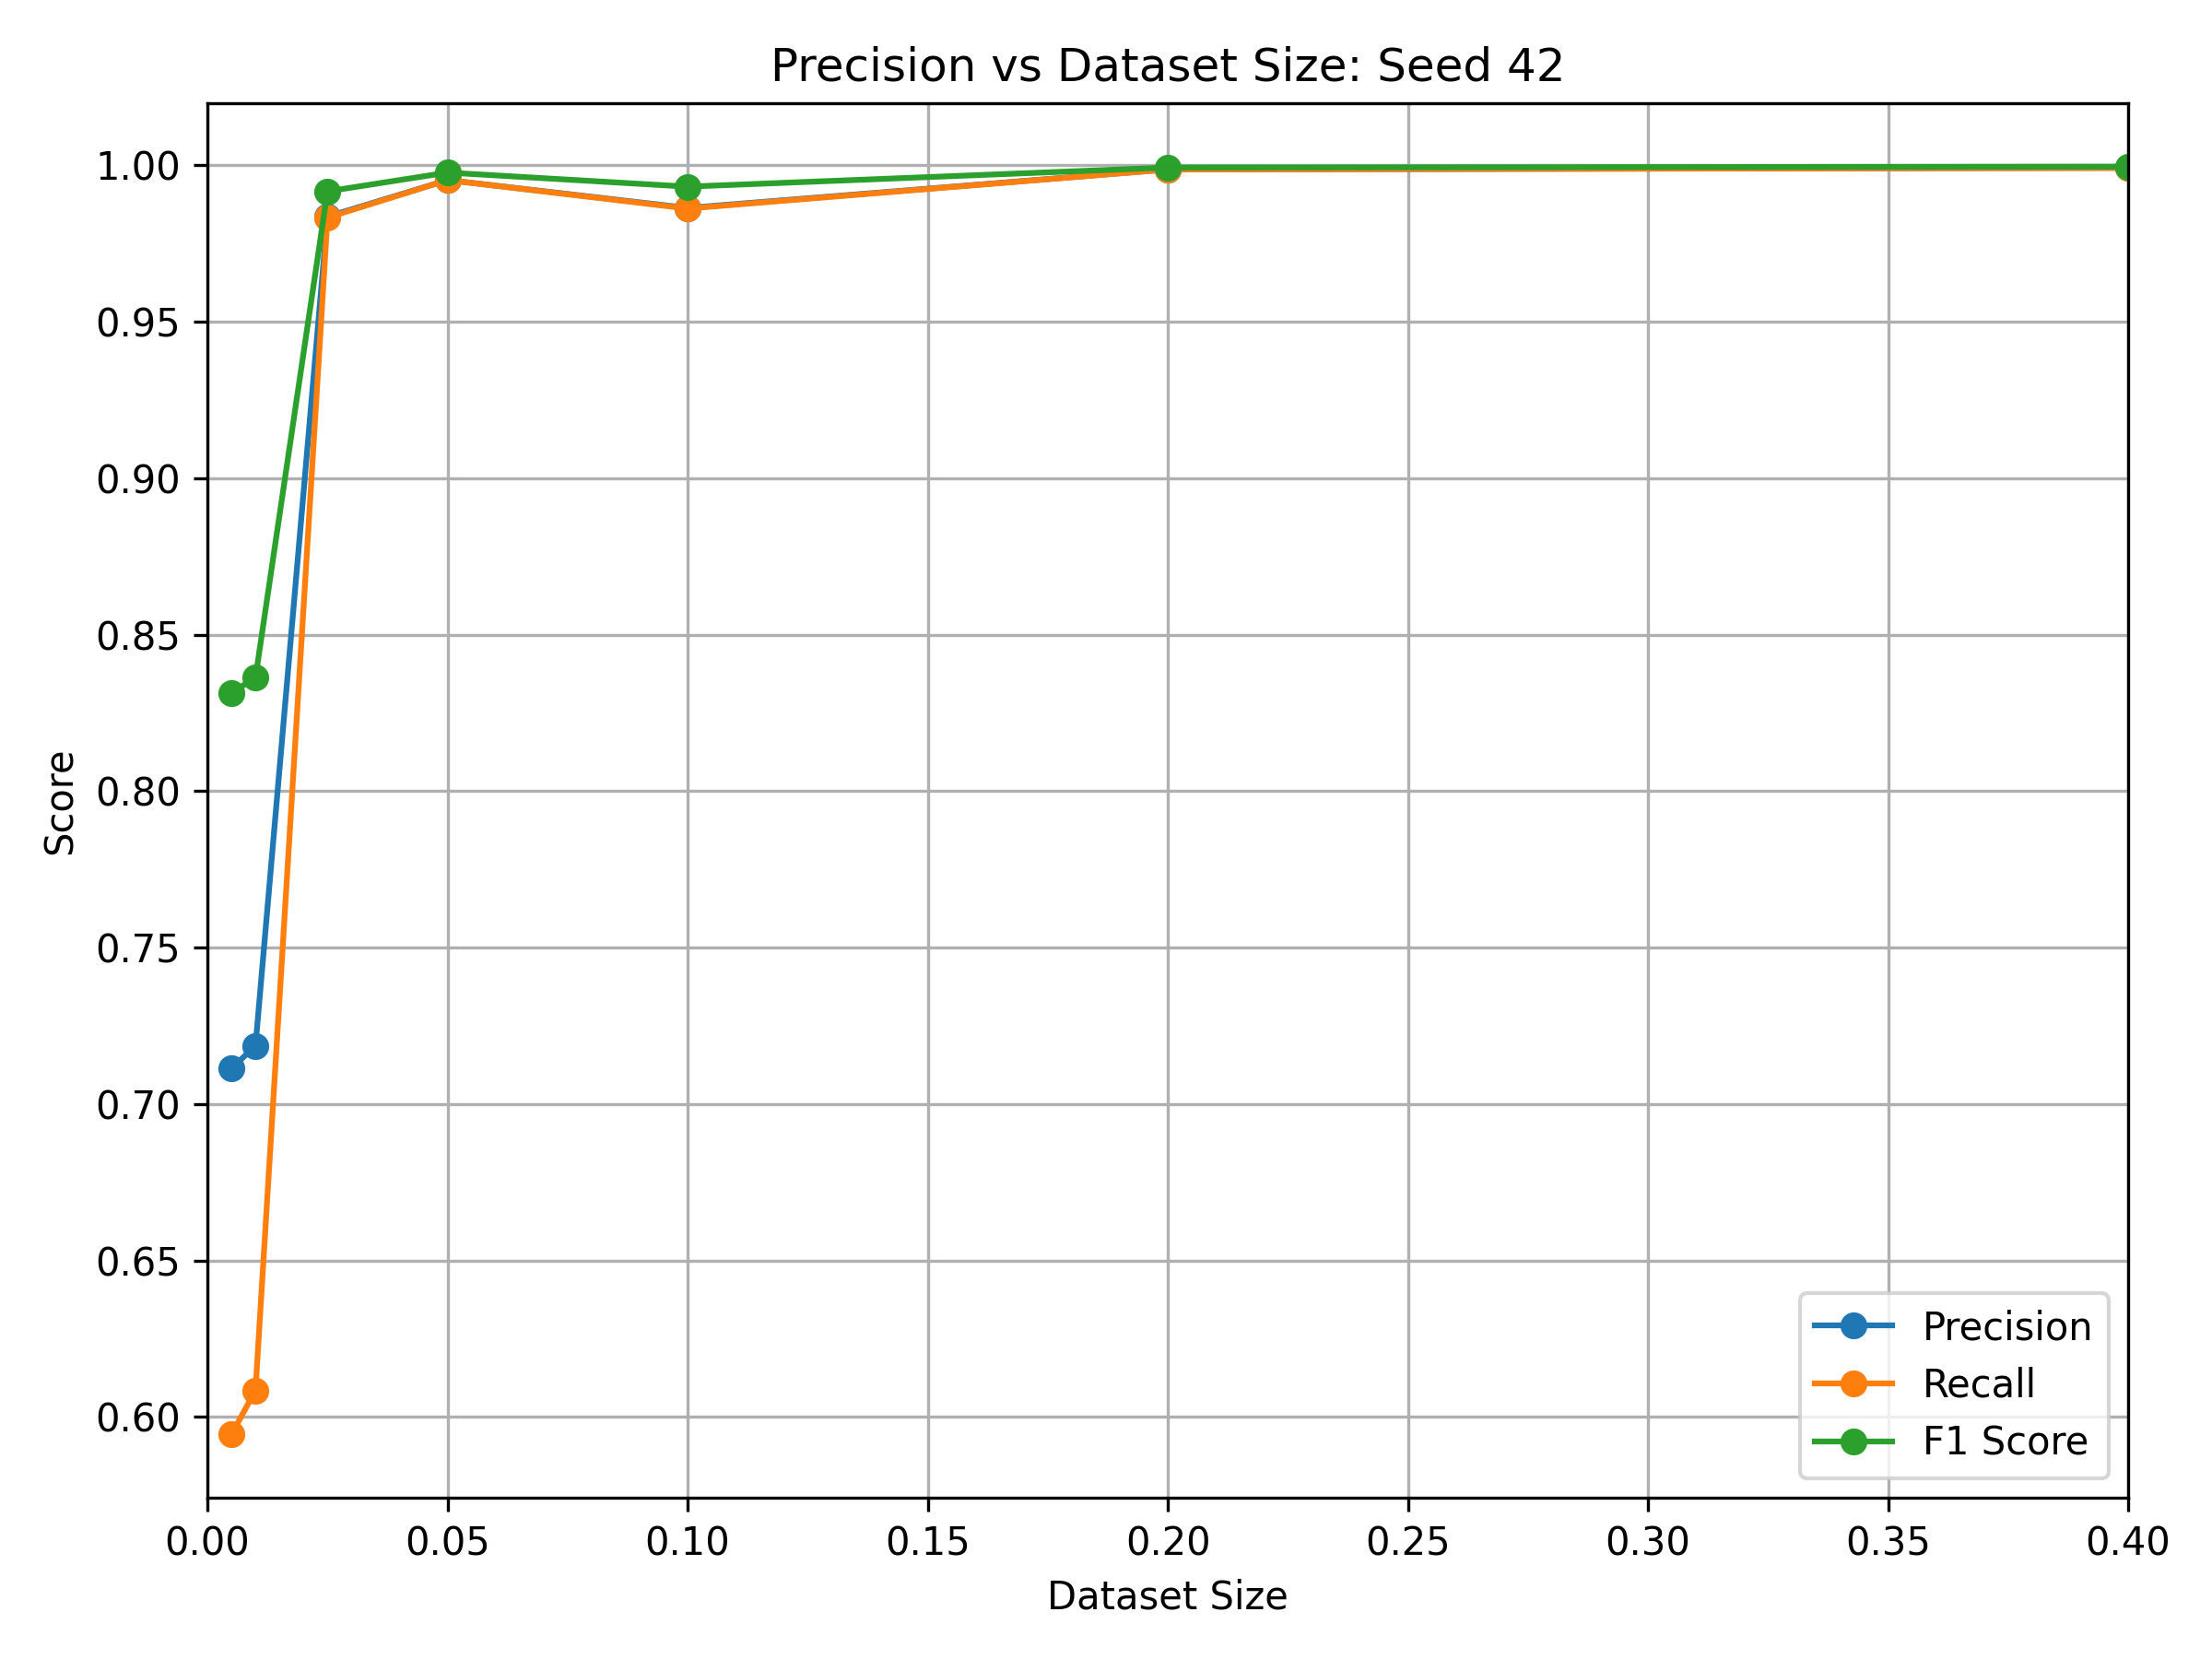 Precision vs Dataset Size: Seed 42
1.00
0.95
0.90
0.85
0.80
0.75
0.70
0.65
0.60
Score
Precision
Recall
F1 Score
0.00 0.05 0.10 0.15 0.20 0.25 0.30 0.35 0.40
Dataset Size